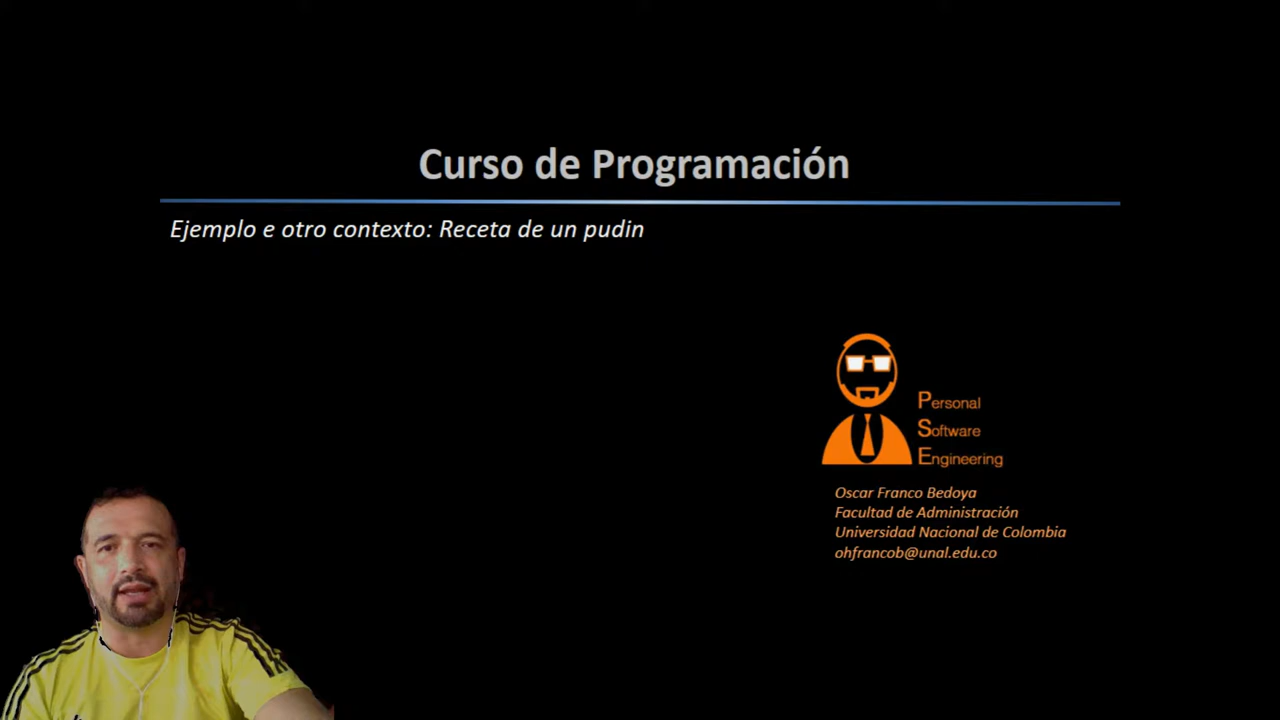 Curso de Programación
Ejemplo e otro contexto: Receta de un pudin
Personal
Software
Engineering
Oscar Franco Bedoya
Facultad de Administración
Universidad Nacional de Colombia
ohfrancob@unal.edu.co